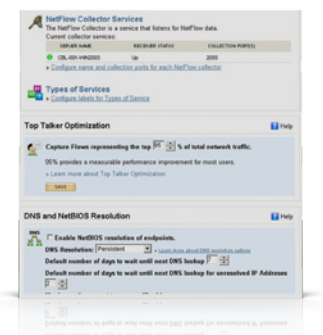 NetFlow Collector Services
The NetFlow Collector is a service that listens for NetFlow data.
Current collector services:
SERVER NAME RECEIVER STATUS COLLECTION PORT(S)
Up 2055
» Configure name and collection ports for each NetFlow collector
Types of Services
» Configure labels for Types of Service
Top Talker Optimization Help
Capture Flows representing the top 95 % of total network traffic.
95% provides a measurable performance improvement for most users.
» Learn more about Top Talker Optimization
SAVE
DNS and NetBIOS Resolution Help
DNS
Enable NetBIOS resolution of endpoints.
DNS Resolution: Persistent » Learn more about DNS resolution options
Default number of days to wait until next DNS lookup 7
Default number of days to wait until next DNS lookup for unresolved IP Addresses